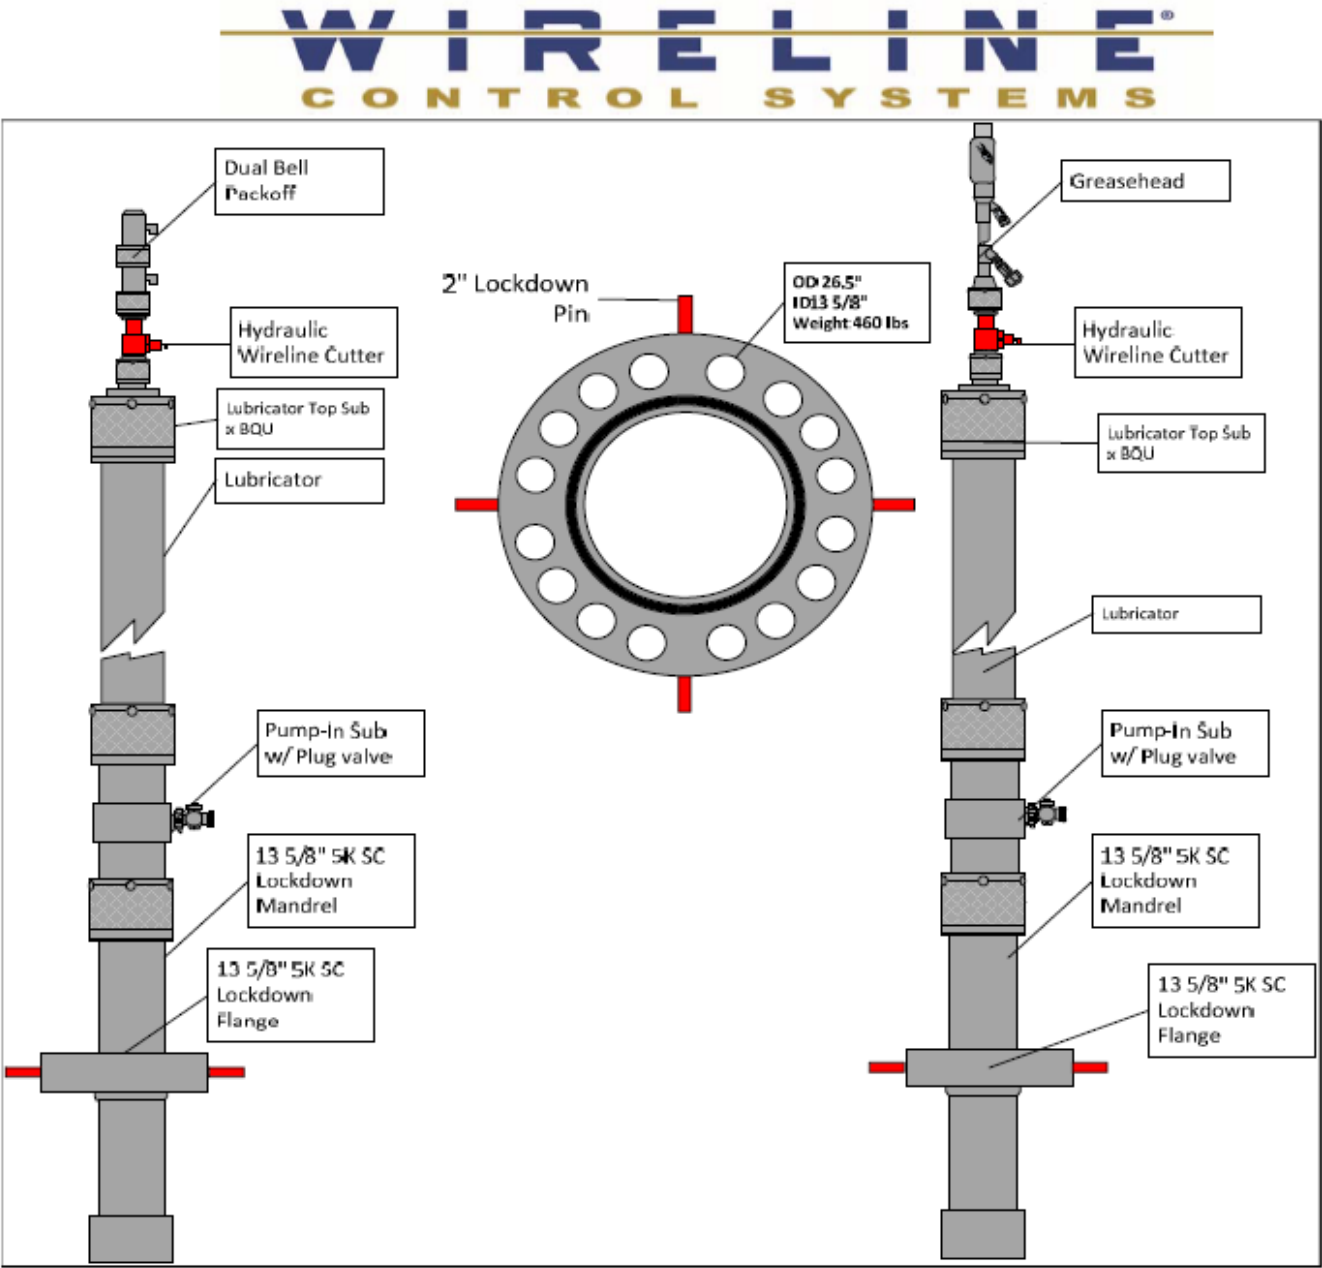 WIRELINE®
CONTROL SYSTEMS
Dual Bell
Packoff
Hydraulic
Wireline Cutter
Lubricator Top Sub
x BQU
Lubricator
Pump-In Sub
w/ Plug valve
13 5/8" 5K SC
Lockdown
Mandrel
13 5/8" 5K SC
Lockdown
Flange
2" Lockdown
Pin
OD 26.5"
ID13 5/8"
Weight 460 lbs
Greasehead
Hydraulic
Wireline Cutter
Lubricator Top Sub
x BQU
Lubricator
Pump-In Sub
w/ Plug valve
13 5/8" 5K SC
Lockdown
Mandrel
13 5/8" 5K SC
Lockdown
Flange